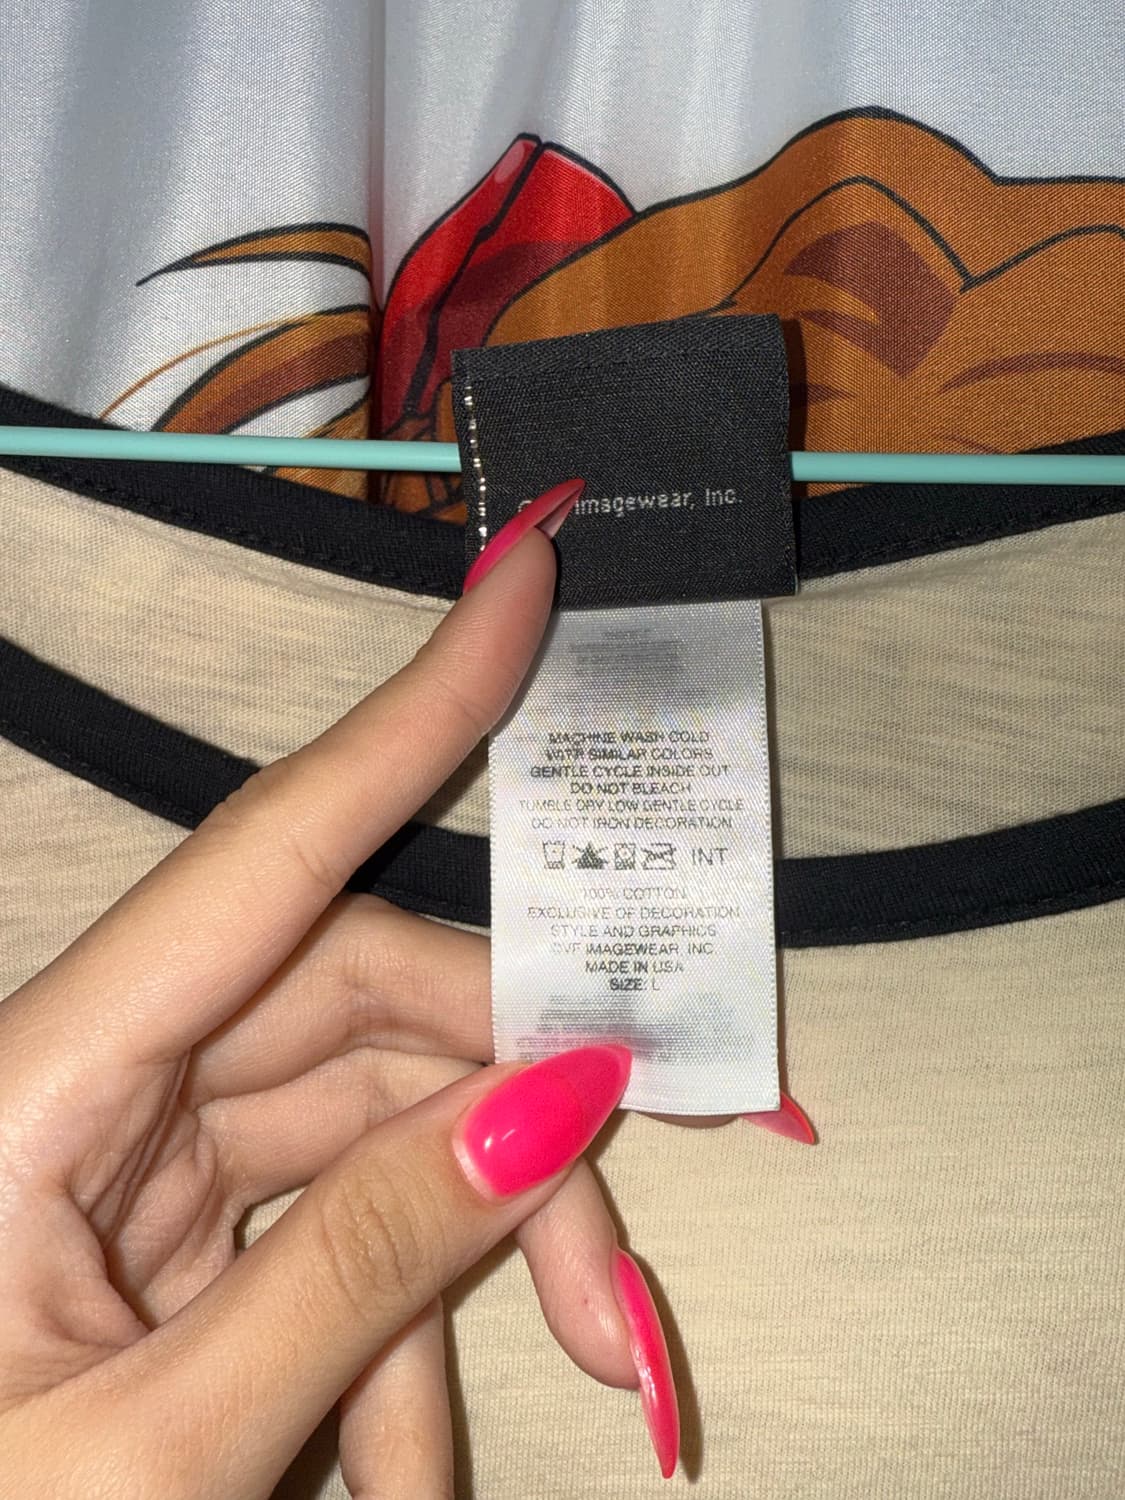 Imagewear, Inc.
MACHINE WASH COLD
WITH SIMILAR COLORS
GENTLE CYCLE INSIDE OUT
DO NOT BLEACH
TUMBLE DRY LOW GENTLE CYCLE
DO NOT IRON DECORATION
INT
100% COTTON
EXCLUSIVE OF DECORATION
STYLE AND GRAPHICS
©VF IMAGEWEAR, INC.
MADE IN USA
SIZE: L